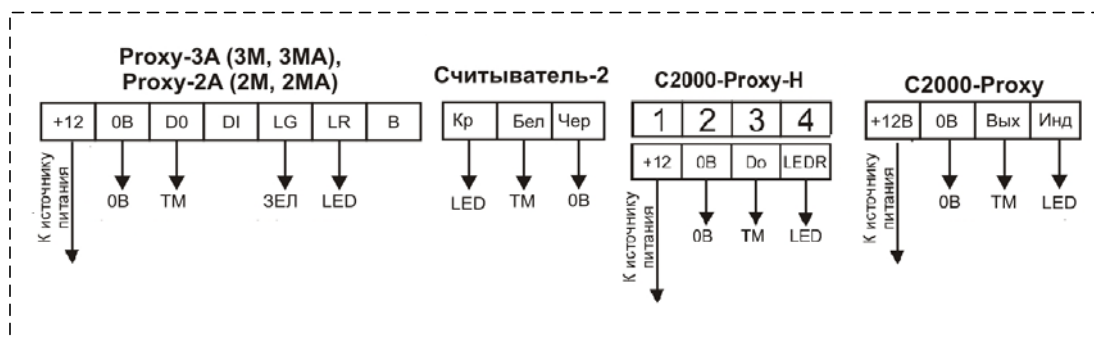 Proxy-3A (3M, 3MA),
Proxy-2A (2M, 2MA)
+12 0В D0 DI LG LR B
К источнику
питания
0В ТМ ЗЕЛ LED
Считыватель-2
Кр Бел Чер
LED ТМ 0В
C2000-Proxy-H
1 2 3 4
+12 0В Do LEDR
К источнику
питания
0В ТМ LED
C2000-Proxy
+12В 0В Вых Инд
К источнику
питания
0В ТМ LED